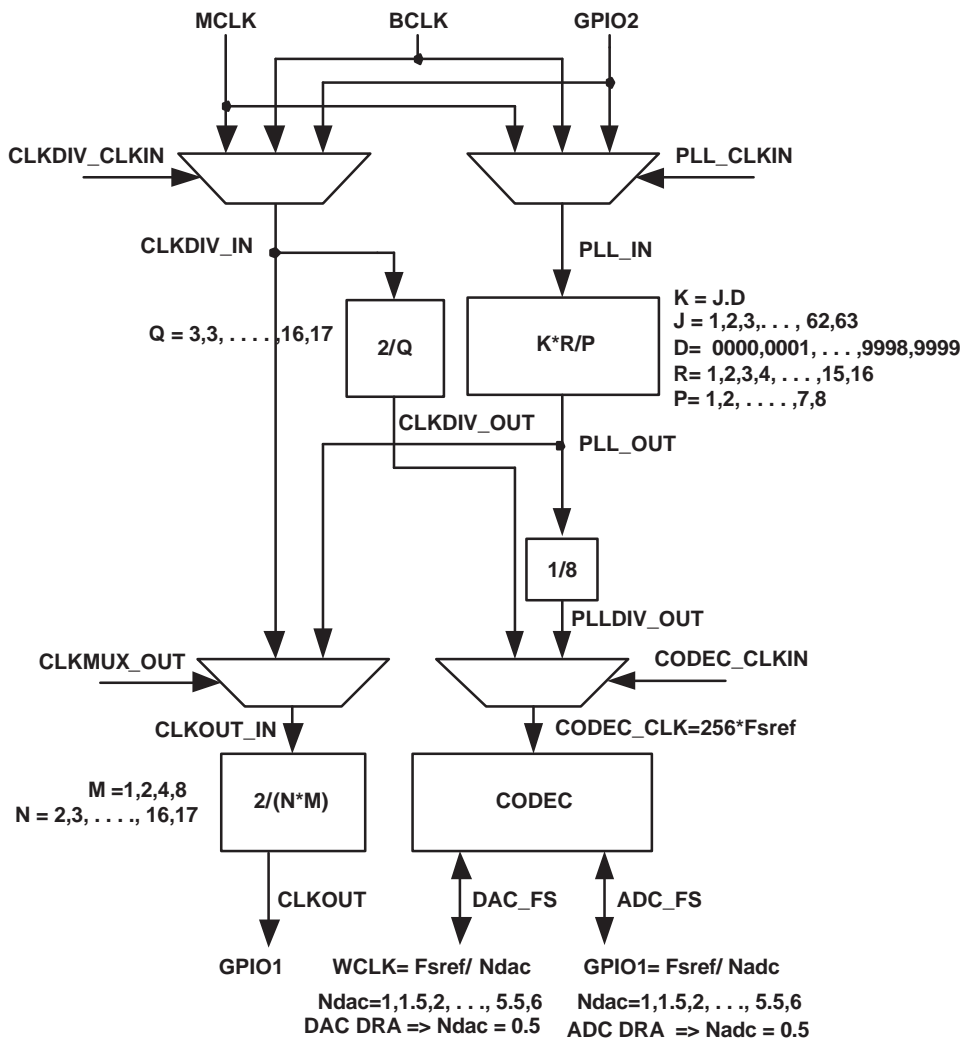 MCLK
BCLK
GPIO2
CLKDIV_CLKIN
PLL_CLKIN
CLKDIV_IN
PLL_IN
Q = 3,3, . . . . ,16,17
2/Q
K*R/P
K = J.D
J = 1,2,3,. . . , 62,63
D= 0000,0001, . . . ,9998,9999
R= 1,2,3,4, . . . ,15,16
P= 1,2, . . . . ,7,8
CLKDIV_OUT
PLL_OUT
1/8
PLLDIV_OUT
CLKMUX_OUT
CODEC_CLKIN
CLKOUT_IN
CODEC_CLK=256*Fsref
M =1,2,4,8
N = 2,3, . . . ., 16,17
2/(N*M)
CODEC
CLKOUT
DAC_FS
ADC_FS
GPIO1
WCLK= Fsref/ Ndac
GPIO1= Fsref/ Nadc
Ndac=1,1.5,2, . . ., 5.5,6
DAC DRA => Ndac = 0.5
Ndac=1,1.5,2, . . ., 5.5,6
ADC DRA => Nadc = 0.5